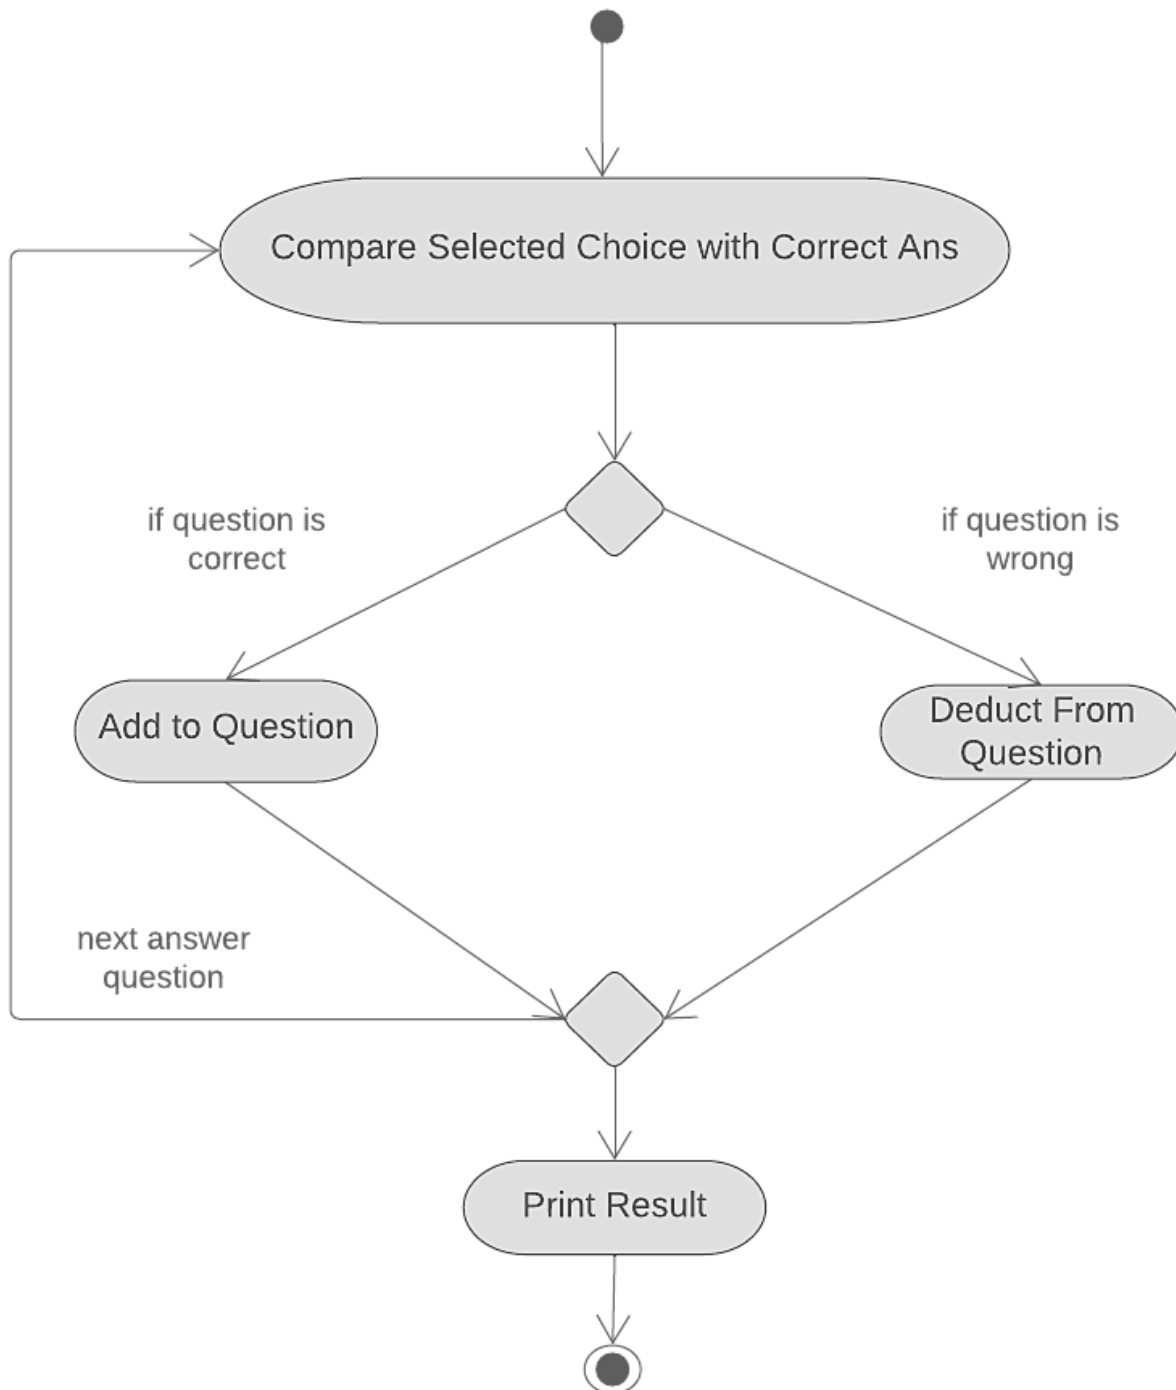 Compare Selected Choice with Correct Ans
if question is
correct
if question is
wrong
Add to Question
Deduct From
Question
next answer
question
Print Result